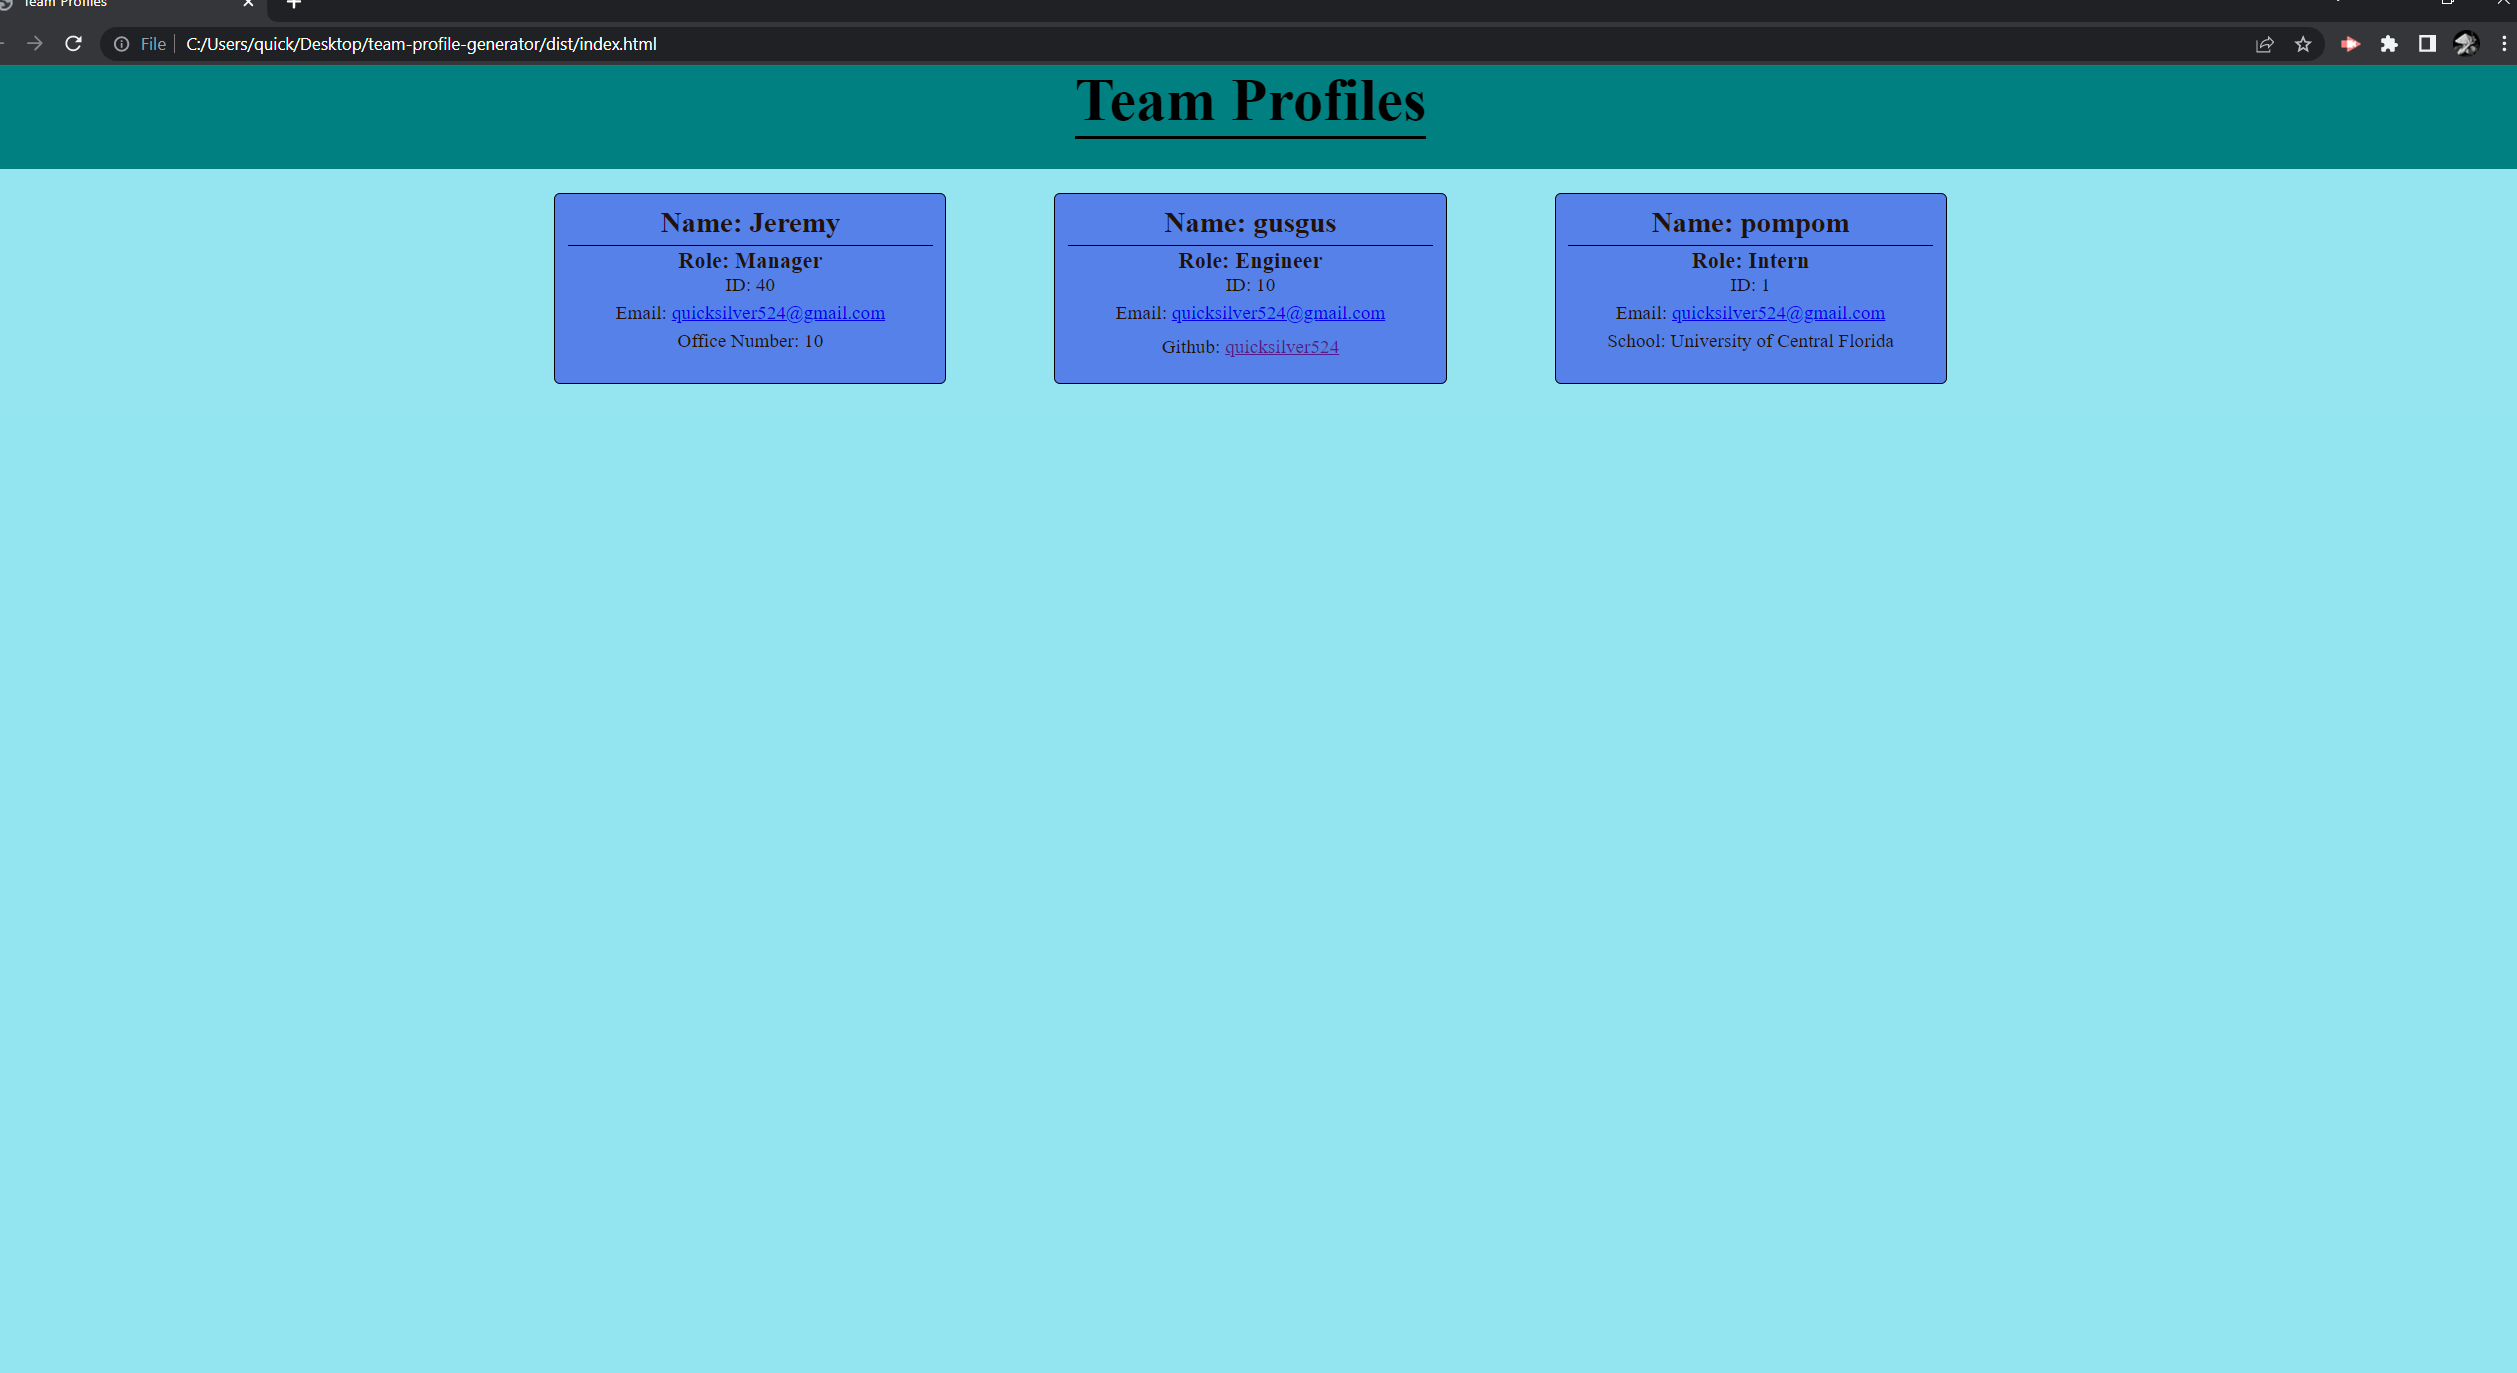 Team Profiles
File C:/Users/quick/Desktop/team-profile-generator/dist/index.html
Team Profiles
Name: Jeremy
Role: Manager
ID: 40
Email: quicksilver524@gmail.com
Office Number: 10
Name: gusgus
Role: Engineer
ID: 10
Email: quicksilver524@gmail.com
Github: quicksilver524
Name: pompom
Role: Intern
ID: 1
Email: quicksilver524@gmail.com
School: University of Central Florida